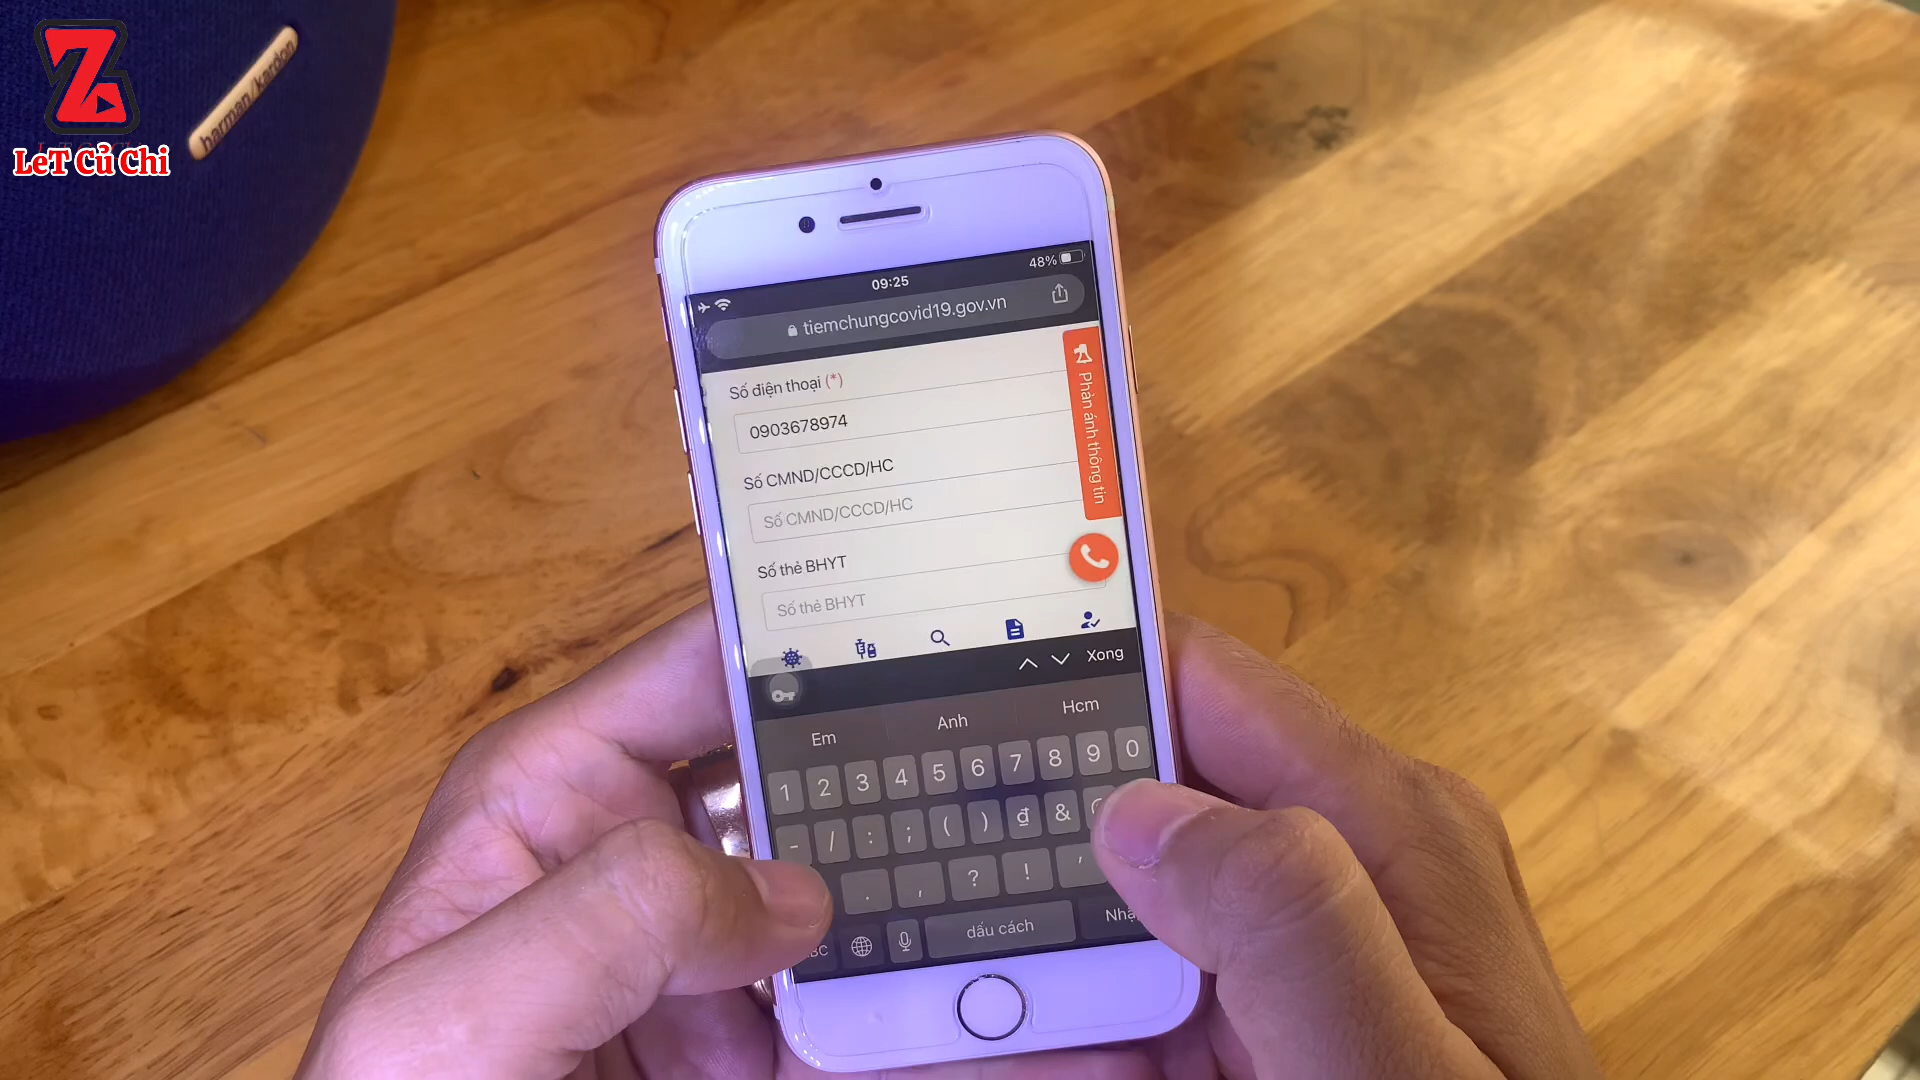 Z
LeT Củ Chi
harman/kardon
09:25
48%
tiemchungcovid19.gov.vn
Số điện thoại (*)
0903678974
Số CMND/CCCD/HC
Số CMND/CCCD/HC
Số thẻ BHYT
Số thẻ BHYT
Phản ánh thông tin
Xong
Em Anh Hcm
1 2 3 4 5 6 7 8 9 0
- / : ; ( ) ₫ &
. , ? ! ’
dấu cách